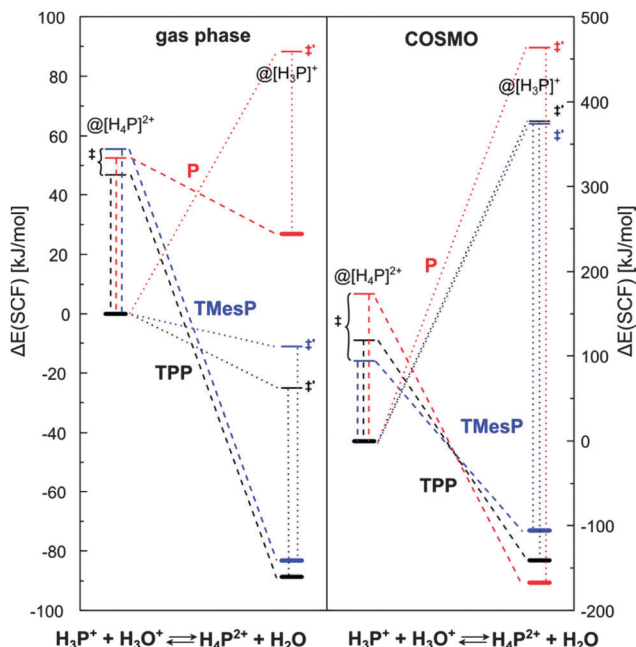 100
80
60
40
20
0
-20
-40
-60
-80
-100
ΔE(SCF) [kJ/mol]
gas phase
‡'
@[H₃P]⁺
@[H₄P]²⁺
‡
P
TMesP
‡'
TPP
‡'
COSMO
‡'
@[H₃P]⁺
‡'
‡'
P
@[H₄P]²⁺
‡
TMesP
TPP
500
400
300
200
100
0
-100
-200
ΔE(SCF) [kJ/mol]
H₃P⁺ + H₃O⁺ ⇌ H₄P²⁺ + H₂O
H₃P⁺ + H₃O⁺ ⇌ H₄P²⁺ + H₂O